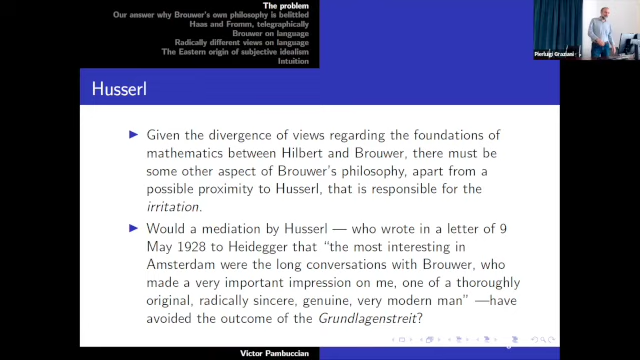 The problem
Our answer why Brouwer's own philosophy is belittled
Haas and Fromm, telegraphically
Brouwer on language
Radically different views on language
The Eastern origin of subjective idealism
Intuition
Pierluigi Graziani
Husserl
Given the divergence of views regarding the foundations of
mathematics between Hilbert and Brouwer, there must be
some other aspect of Brouwer's philosophy, apart from a
possible proximity to Husserl, that is responsible for the
irritation.
Would a mediation by Husserl — who wrote in a letter of 9
May 1928 to Heidegger that “the most interesting in
Amsterdam were the long conversations with Brouwer, who
made a very important impression on me, one of a thoroughly
original, radically sincere, genuine, very modern man” —have
avoided the outcome of the Grundlagenstreit?
Victor Pambuccian